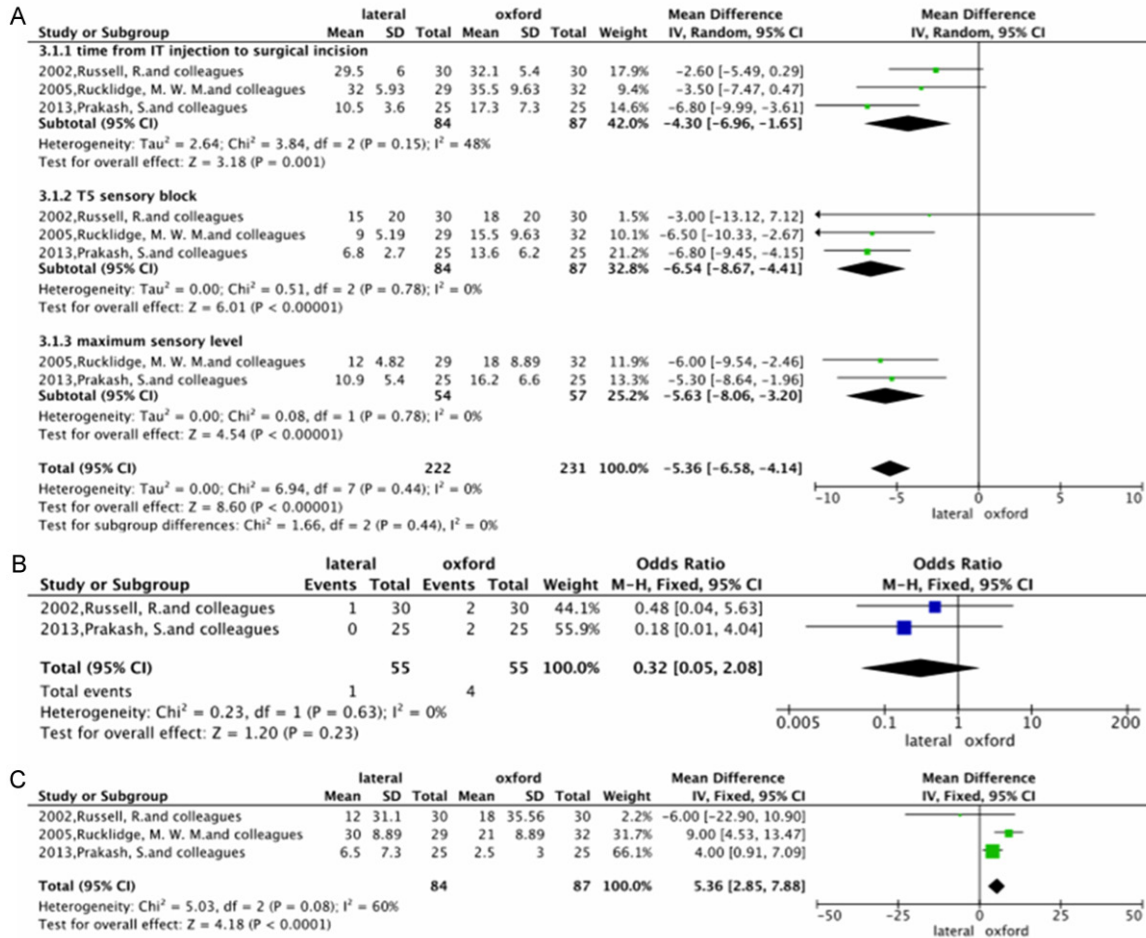 A
lateral oxford Mean Difference Mean Difference
Study or Subgroup Mean SD Total Mean SD Total Weight IV, Random, 95% CI IV, Random, 95% CI
3.1.1 time from IT injection to surgical incision
2002,Russell, R.and colleagues 29.5 6 30 32.1 5.4 30 17.9% -2.60 [-5.49, 0.29]
2005,Rucklidge, M. W. M.and colleagues 32 5.93 29 35.5 9.63 32 9.4% -3.50 [-7.47, 0.47]
2013,Prakash, S.and colleagues 10.5 3.6 25 17.3 7.3 25 14.6% -6.80 [-9.99, -3.61]
Subtotal (95% CI) 84 87 42.0% -4.30 [-6.96, -1.65]
Heterogeneity: Tau² = 2.64; Chi² = 3.84, df = 2 (P = 0.15); I² = 48%
Test for overall effect: Z = 3.18 (P = 0.001)
3.1.2 T5 sensory block
2002,Russell, R.and colleagues 15 20 30 18 20 30 1.5% -3.00 [-13.12, 7.12]
2005,Rucklidge, M. W. M.and colleagues 9 5.19 29 15.5 9.63 32 10.1% -6.50 [-10.33, -2.67]
2013,Prakash, S.and colleagues 6.8 2.7 25 13.6 6.2 25 21.2% -6.80 [-9.45, -4.15]
Subtotal (95% CI) 84 87 32.8% -6.54 [-8.67, -4.41]
Heterogeneity: Tau² = 0.00; Chi² = 0.51, df = 2 (P = 0.78); I² = 0%
Test for overall effect: Z = 6.01 (P < 0.00001)
3.1.3 maximum sensory level
2005,Rucklidge, M. W. M.and colleagues 12 4.82 29 18 8.89 32 11.9% -6.00 [-9.54, -2.46]
2013,Prakash, S.and colleagues 10.9 5.4 25 16.2 6.6 25 13.3% -5.30 [-8.64, -1.96]
Subtotal (95% CI) 54 57 25.2% -5.63 [-8.06, -3.20]
Heterogeneity: Tau² = 0.00; Chi² = 0.08, df = 1 (P = 0.78); I² = 0%
Test for overall effect: Z = 4.54 (P < 0.00001)
Total (95% CI) 222 231 100.0% -5.36 [-6.58, -4.14]
Heterogeneity: Tau² = 0.00; Chi² = 6.94, df = 7 (P = 0.44); I² = 0%
Test for overall effect: Z = 8.60 (P < 0.00001)
Test for subgroup differences: Chi² = 1.66, df = 2 (P = 0.44), I² = 0%
-10 -5 0 5 10
lateral oxford
B
lateral oxford Odds Ratio Odds Ratio
Study or Subgroup Events Total Events Total Weight M-H, Fixed, 95% CI M-H, Fixed, 95% CI
2002,Russell, R.and colleagues 1 30 2 30 44.1% 0.48 [0.04, 5.63]
2013,Prakash, S.and colleagues 0 25 2 25 55.9% 0.18 [0.01, 4.04]
Total (95% CI) 55 55 100.0% 0.32 [0.05, 2.08]
Total events 1 4
Heterogeneity: Chi² = 0.23, df = 1 (P = 0.63); I² = 0%
Test for overall effect: Z = 1.20 (P = 0.23)
0.005 0.1 1 10 200
lateral oxford
C
lateral oxford Mean Difference Mean Difference
Study or Subgroup Mean SD Total Mean SD Total Weight IV, Fixed, 95% CI IV, Fixed, 95% CI
2002,Russell, R.and colleagues 12 31.1 30 18 35.56 30 2.2% -6.00 [-22.90, 10.90]
2005,Rucklidge, M. W. M.and colleagues 30 8.89 29 21 8.89 32 31.7% 9.00 [4.53, 13.47]
2013,Prakash, S.and colleagues 6.5 7.3 25 2.5 3 25 66.1% 4.00 [0.91, 7.09]
Total (95% CI) 84 87 100.0% 5.36 [2.85, 7.88]
Heterogeneity: Chi² = 5.03, df = 2 (P = 0.08); I² = 60%
Test for overall effect: Z = 4.18 (P < 0.0001)
-50 -25 0 25 50
lateral oxford